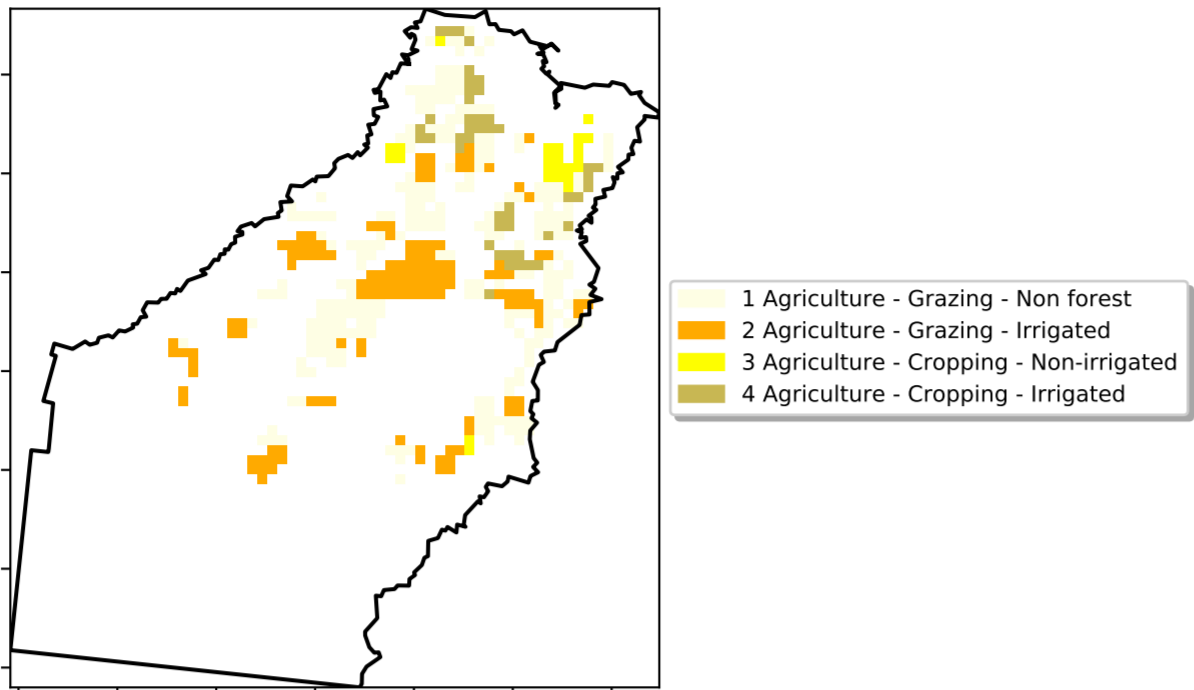 1 Agriculture - Grazing - Non forest
2 Agriculture - Grazing - Irrigated
3 Agriculture - Cropping - Non-irrigated
4 Agriculture - Cropping - Irrigated